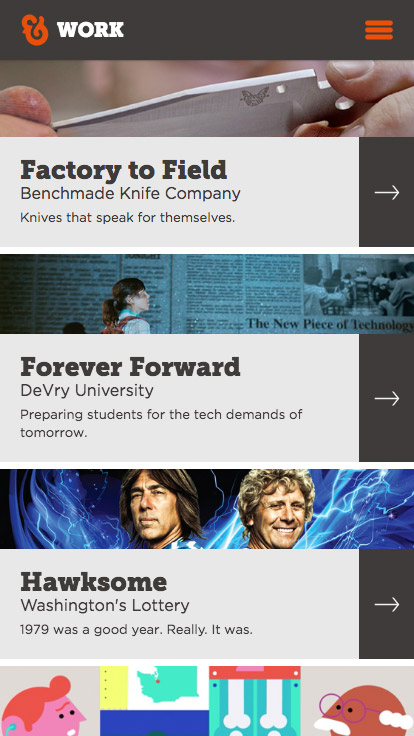 & WORK
Factory to Field
Benchmade Knife Company
Knives that speak for themselves.
The New Piece of Technology
Forever Forward
DeVry University
Preparing students for the tech demands of
tomorrow.
Hawksome
Washington's Lottery
1979 was a good year. Really. It was.